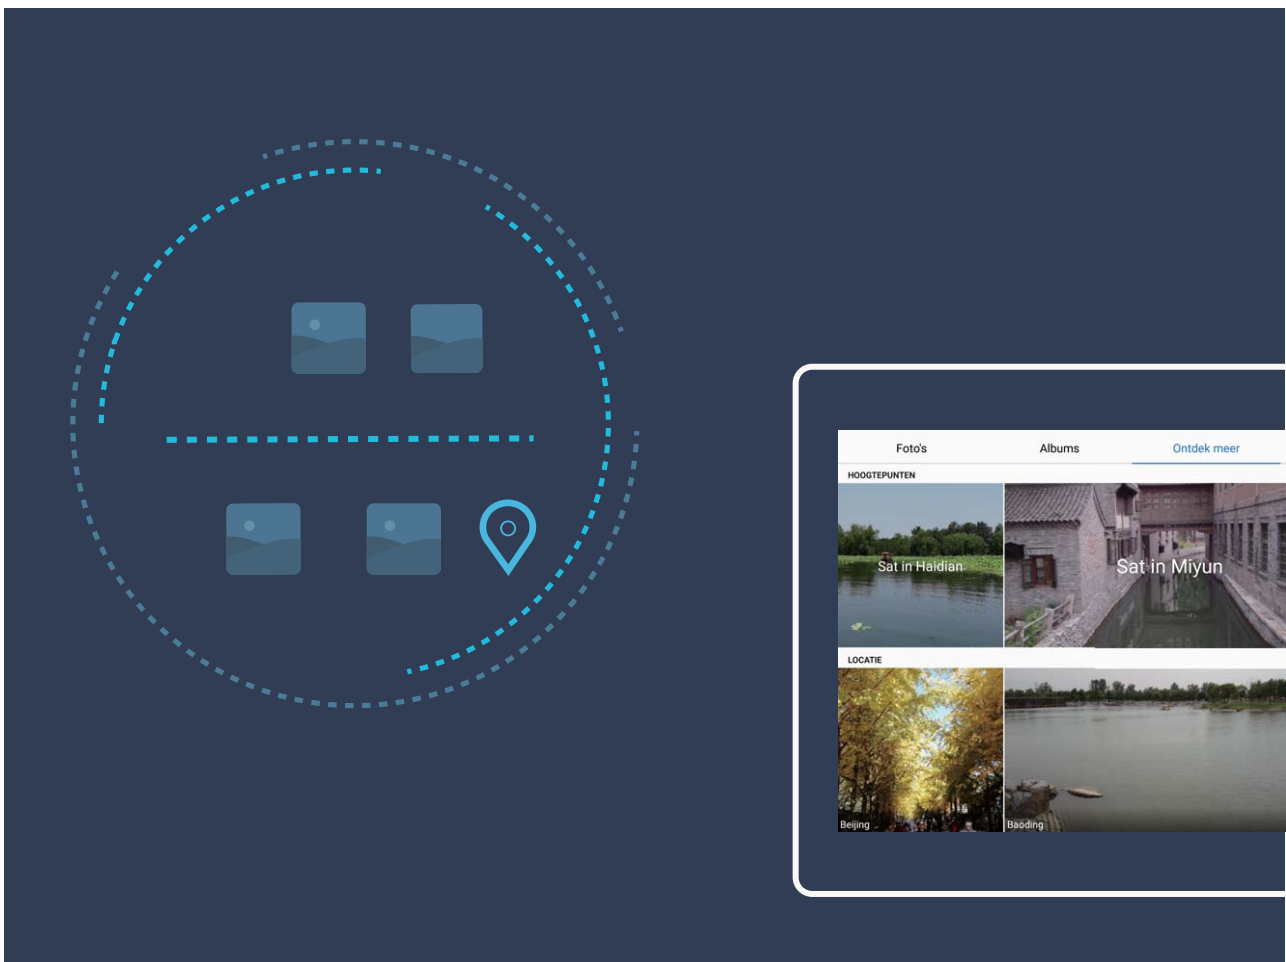 Foto's Albums Ontdek meer
HOOGTEPUNTEN
Sat in Haidian Sat in Miyun
LOCATIE
Beijing Baoding